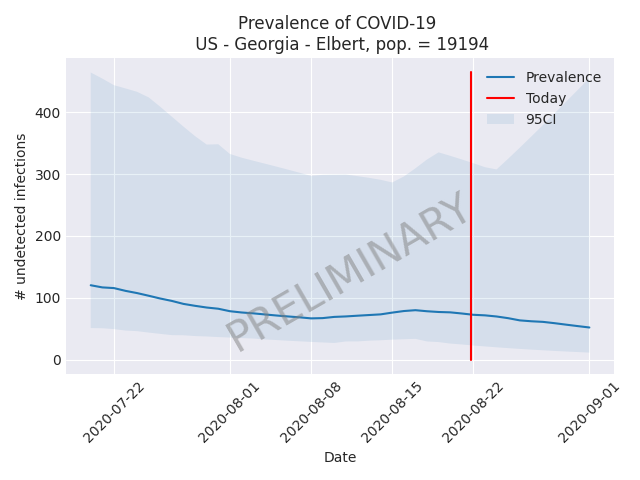 Prevalence of COVID-19
US - Georgia - Elbert, pop. = 19194
Prevalence
Today
95CI
# undetected infections
400
300
200
100
0
PRELIMINARY
2020-07-22
2020-08-01
2020-08-08
2020-08-15
2020-08-22
2020-09-01
Date